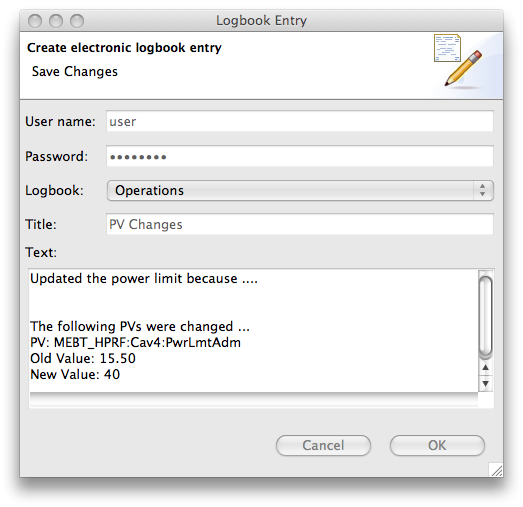 Logbook Entry
Create electronic logbook entry
Save Changes
User name: user
Password: ••••••••
Logbook: Operations
Title: PV Changes
Text:
Updated the power limit because ....
The following PVs were changed ...
PV: MEBT_HPRF:Cav4:PwrLmtAdm
Old Value: 15.50
New Value: 40
Cancel OK